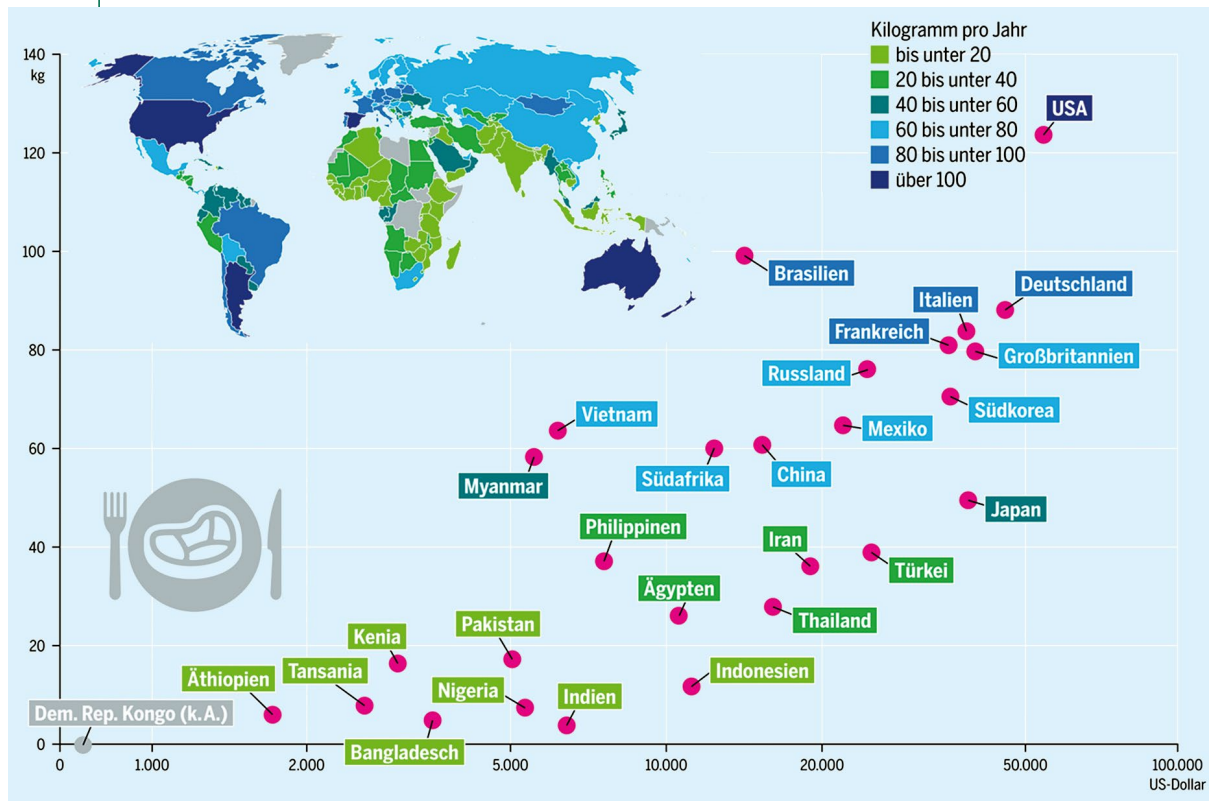 Kilogramm pro Jahr
bis unter 20
20 bis unter 40
40 bis unter 60
60 bis unter 80
80 bis unter 100
über 100
140
kg
120
100
80
60
40
20
0
USA
Brasilien
Deutschland
Italien
Frankreich
Großbritannien
Russland
Südkorea
Vietnam
Mexiko
Myanmar
Südafrika
China
Japan
Philippinen
Iran
Türkei
Ägypten
Thailand
Pakistan
Kenia
Tansania
Äthiopien
Nigeria
Indien
Indonesien
Dem. Rep. Kongo (k. A.)
Bangladesch
0 1.000 2.000 5.000 10.000 20.000 50.000 100.000
US-Dollar